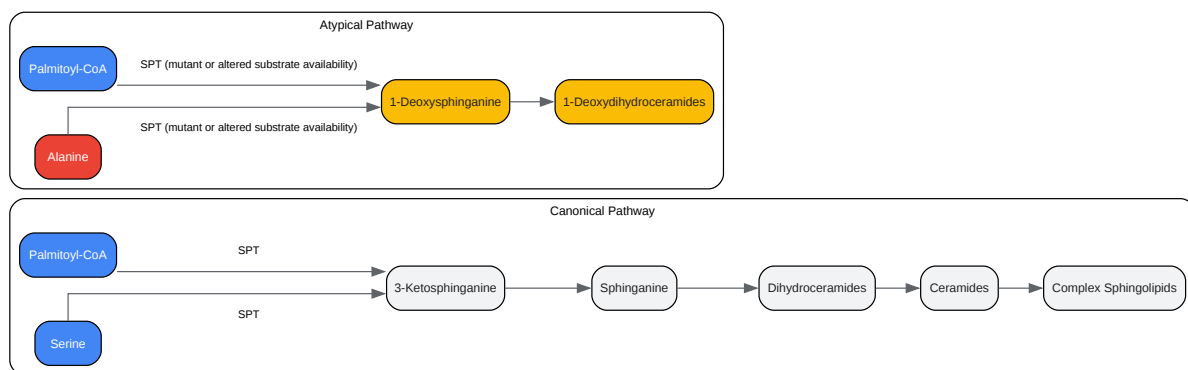 Atypical Pathway
Palmitoyl-CoA
SPT (mutant or altered substrate availability)
1-Deoxysphinganine
1-Deoxydihydroceramides
SPT (mutant or altered substrate availability)
Alanine
Canonical Pathway
Palmitoyl-CoA
SPT
3-Ketosphinganine
Sphinganine
Dihydroceramides
Ceramides
Complex Sphingolipids
SPT
Serine